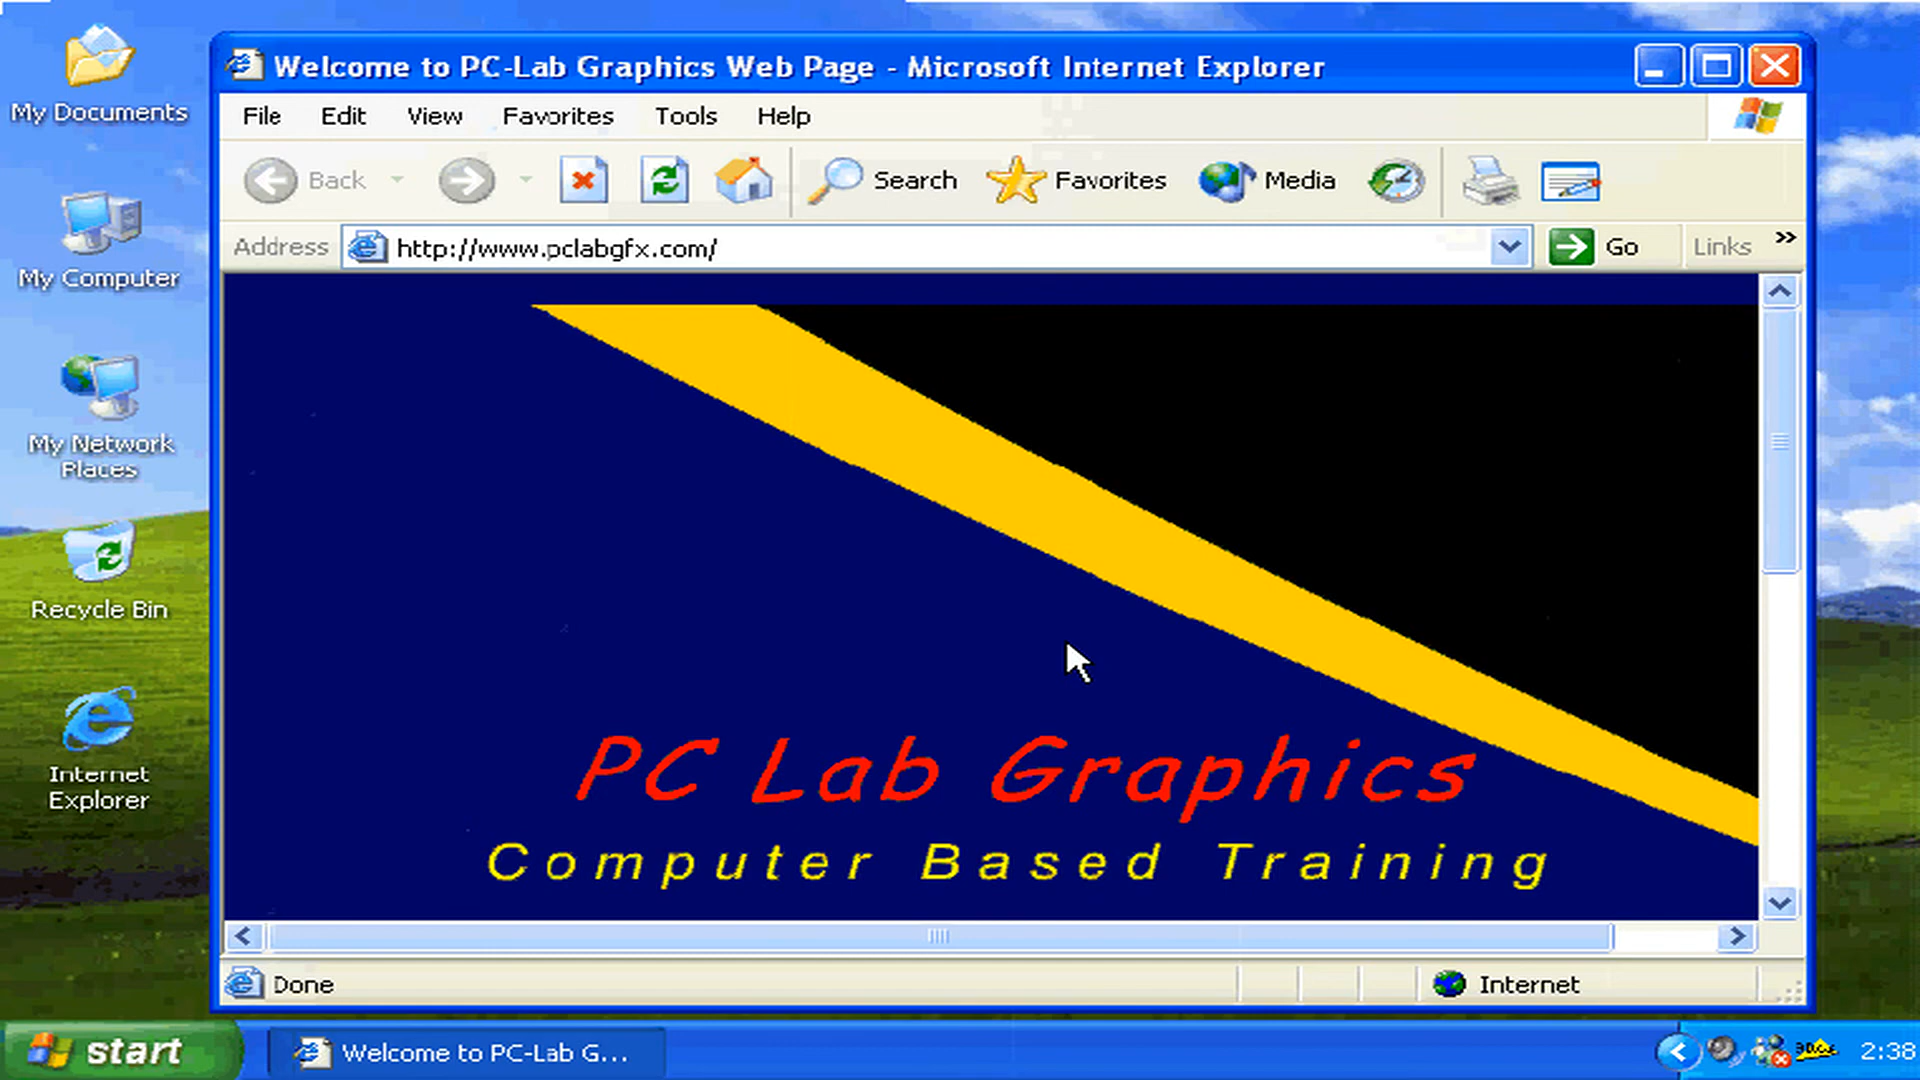 My Documents
My Computer
My Network
Places
Recycle Bin
Internet
Explorer
Welcome to PC-Lab Graphics Web Page - Microsoft Internet Explorer
File Edit View Favorites Tools Help
Back Search Favorites Media
Address http://www.pclabgfx.com/ Go Links »
PC Lab Graphics
Computer Based Training
Done Internet
start Welcome to PC-Lab G... 2:38